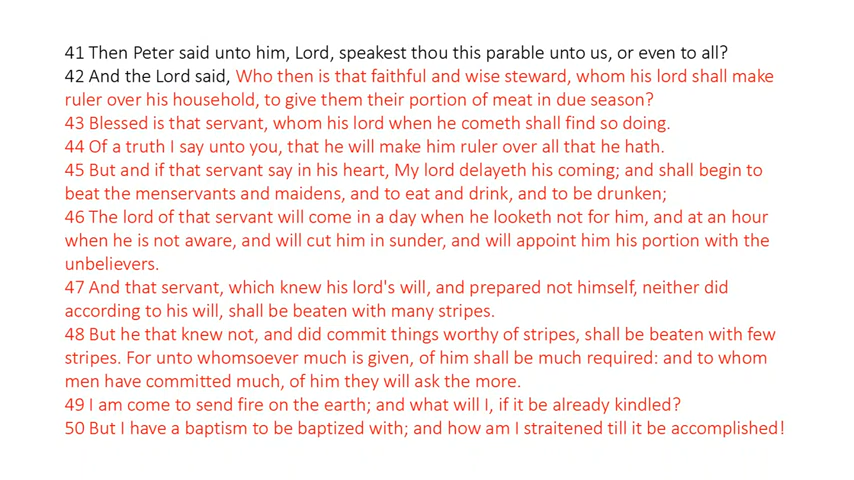 41 Then Peter said unto him, Lord, speakest thou this parable unto us, or even to all?
42 And the Lord said, Who then is that faithful and wise steward, whom his lord shall make
ruler over his household, to give them their portion of meat in due season?
43 Blessed is that servant, whom his lord when he cometh shall find so doing.
44 Of a truth I say unto you, that he will make him ruler over all that he hath.
45 But and if that servant say in his heart, My lord delayeth his coming; and shall begin to
beat the menservants and maidens, and to eat and drink, and to be drunken;
46 The lord of that servant will come in a day when he looketh not for him, and at an hour
when he is not aware, and will cut him in sunder, and will appoint him his portion with the
unbelievers.
47 And that servant, which knew his lord's will, and prepared not himself, neither did
according to his will, shall be beaten with many stripes.
48 But he that knew not, and did commit things worthy of stripes, shall be beaten with few
stripes. For unto whomsoever much is given, of him shall be much required: and to whom
men have committed much, of him they will ask the more.
49 I am come to send fire on the earth; and what will I, if it be already kindled?
50 But I have a baptism to be baptized with; and how am I straitened till it be accomplished!